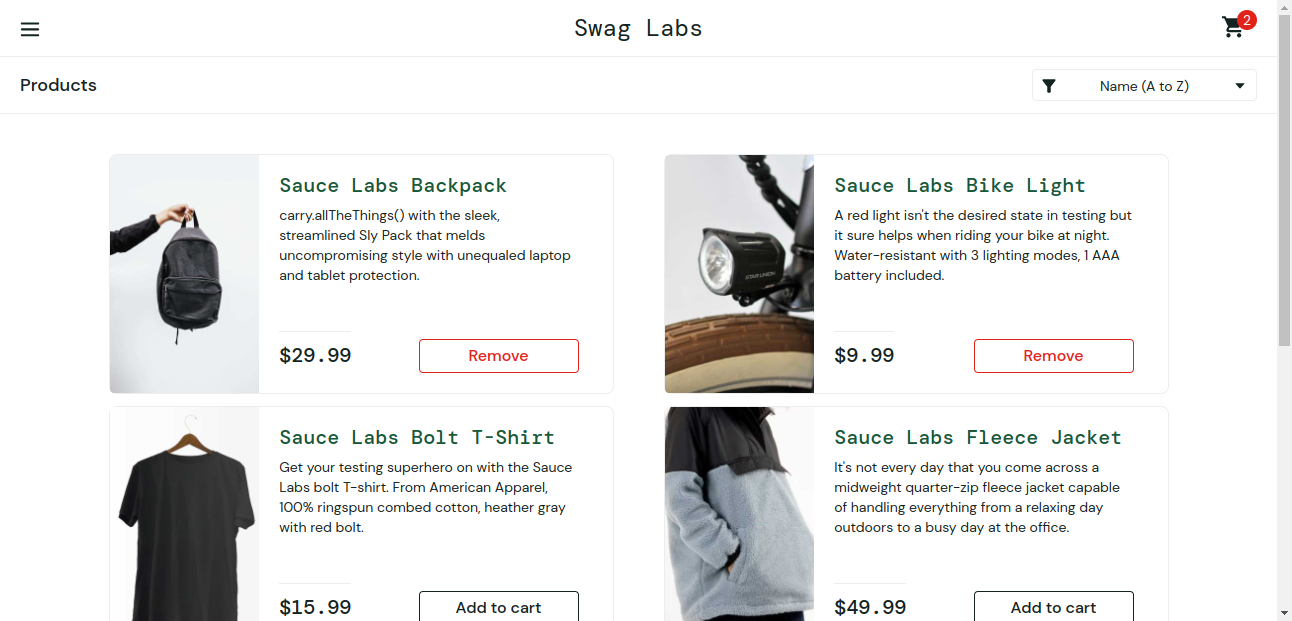 Swag Labs
2
Products
Name (A to Z)
Sauce Labs Backpack
carry.allTheThings() with the sleek,
streamlined Sly Pack that melds
uncompromising style with unequaled laptop
and tablet protection.
$29.99
Remove
Sauce Labs Bike Light
A red light isn't the desired state in testing but
it sure helps when riding your bike at night.
Water-resistant with 3 lighting modes, 1 AAA
battery included.
STAR UNION
$9.99
Remove
Sauce Labs Bolt T-Shirt
Get your testing superhero on with the Sauce
Labs bolt T-shirt. From American Apparel,
100% ringspun combed cotton, heather gray
with red bolt.
$15.99
Add to cart
Sauce Labs Fleece Jacket
It's not every day that you come across a
midweight quarter-zip fleece jacket capable
of handling everything from a relaxing day
outdoors to a busy day at the office.
$49.99
Add to cart